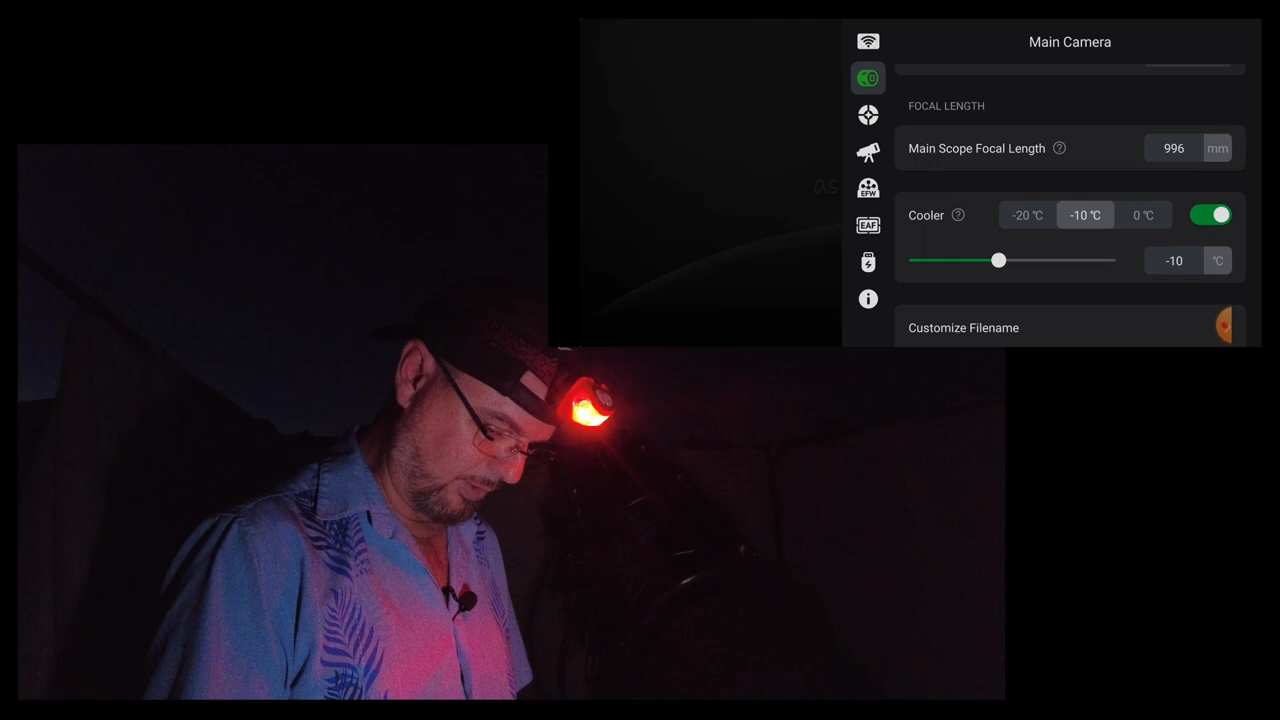 Main Camera
FOCAL LENGTH
Main Scope Focal Length ? 996 mm
Cooler ? -20 ℃ -10 ℃ 0 ℃
-10 ℃
EFW
EAF
Customize Filename
as